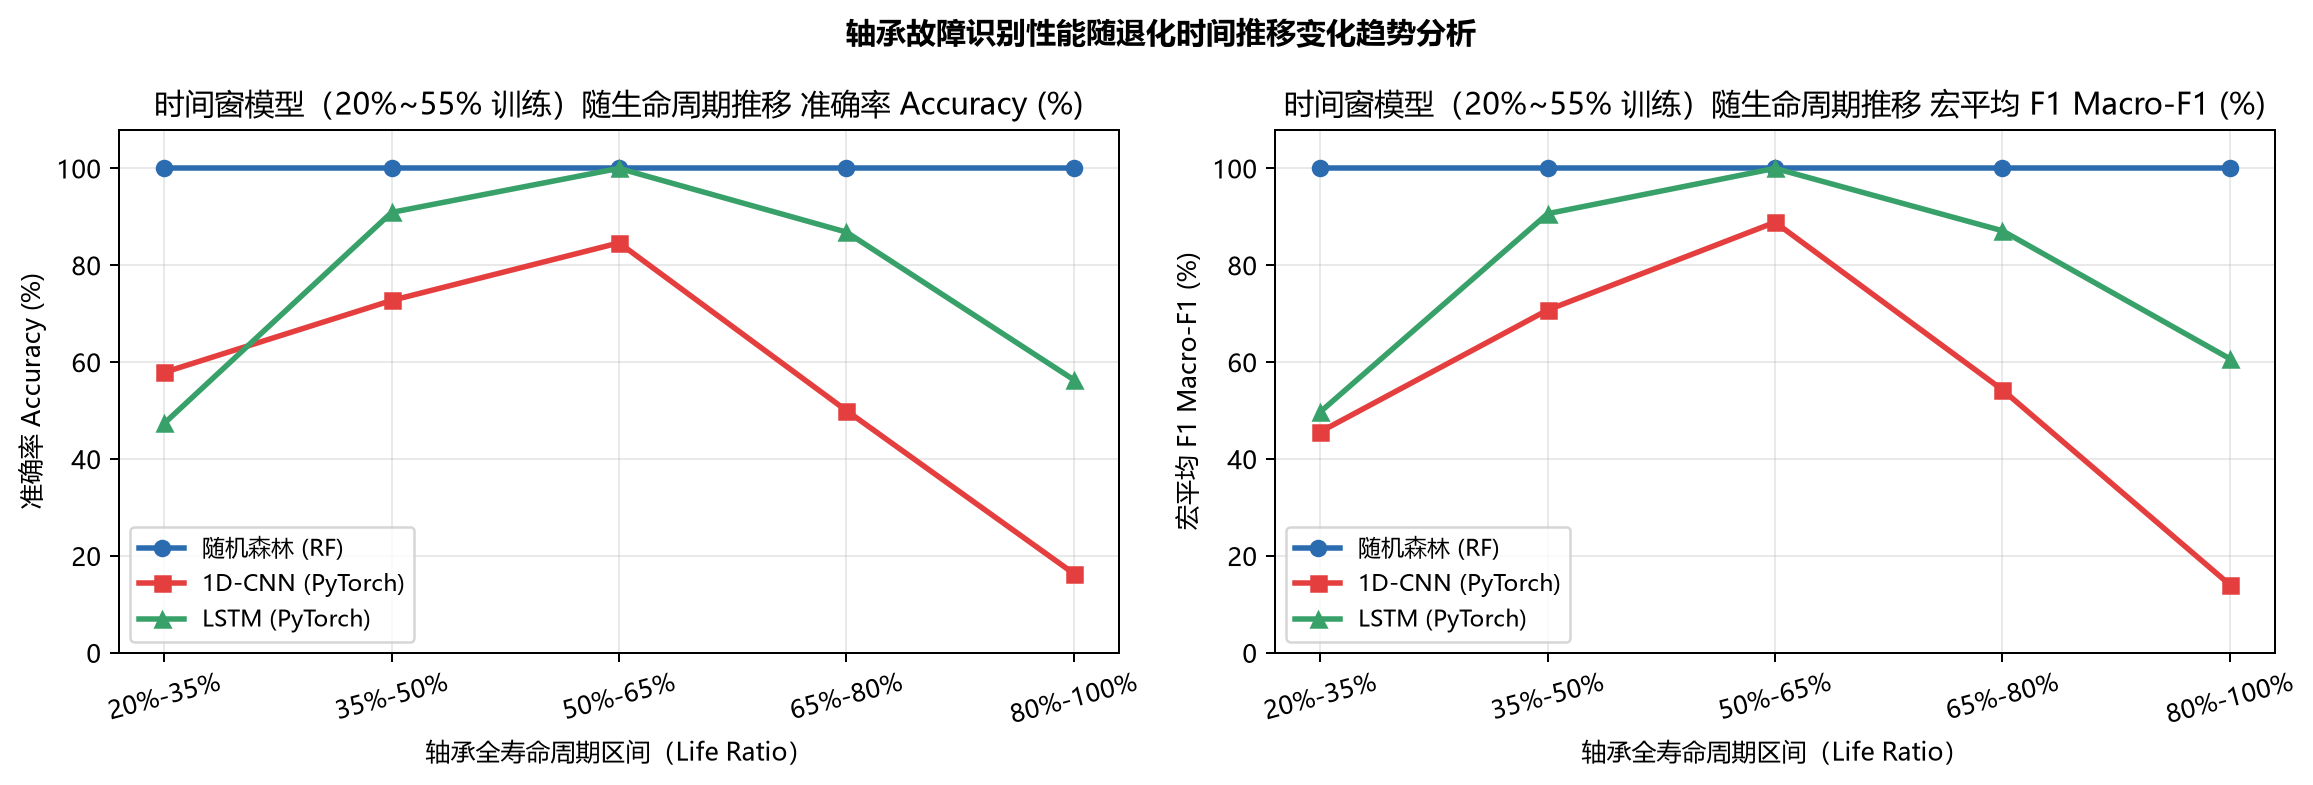 轴承故障识别性能随退化时间推移变化趋势分析
时间窗模型（20%~55% 训练）随生命周期推移 准确率 Accuracy (%)
准确率 Accuracy (%)
100
80
60
40
20
0
随机森林 (RF)
1D-CNN (PyTorch)
LSTM (PyTorch)
20%-35%
35%-50%
50%-65%
65%-80%
80%-100%
轴承全寿命周期区间（Life Ratio）
时间窗模型（20%~55% 训练）随生命周期推移 宏平均 F1 Macro-F1 (%)
宏平均 F1 Macro-F1 (%)
100
80
60
40
20
0
随机森林 (RF)
1D-CNN (PyTorch)
LSTM (PyTorch)
20%-35%
35%-50%
50%-65%
65%-80%
80%-100%
轴承全寿命周期区间（Life Ratio）